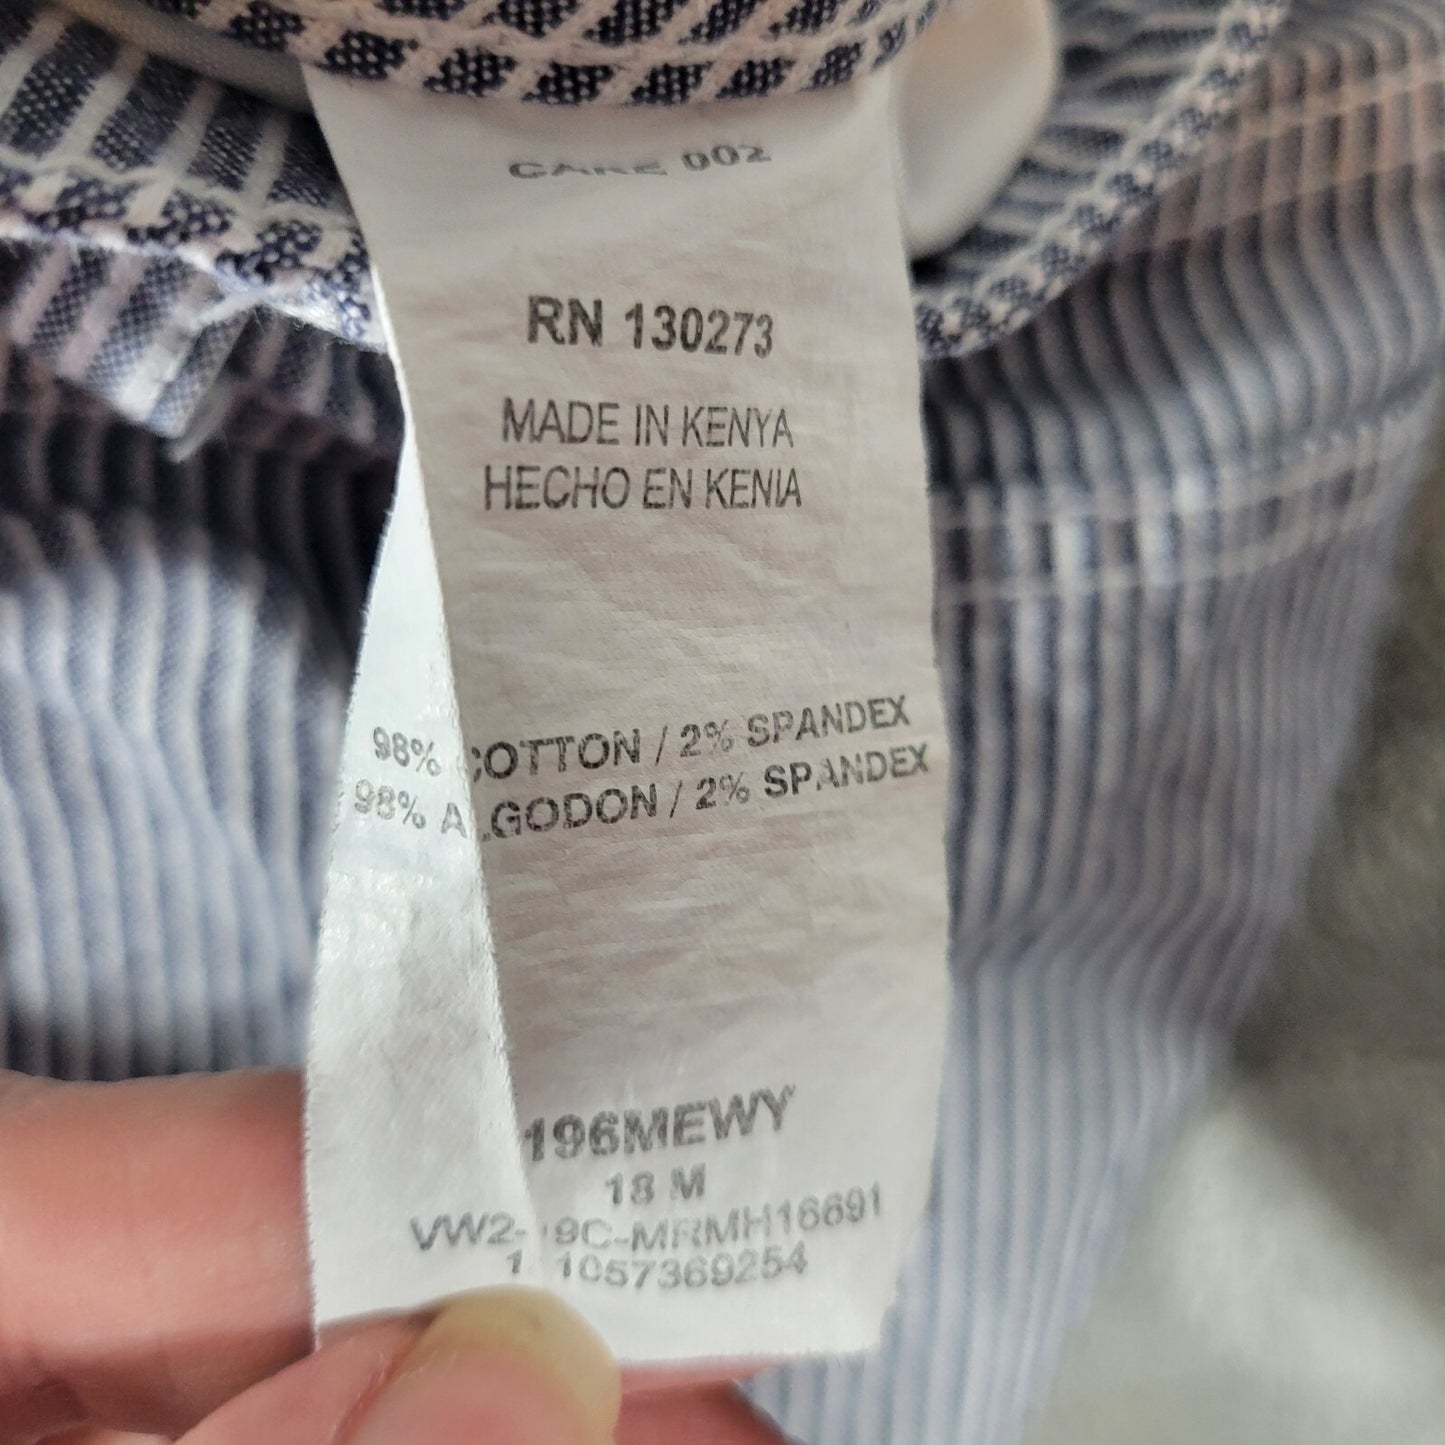 CARE 002
RN 130273
MADE IN KENYA
HECHO EN KENIA
98% COTTON / 2% SPANDEX
98% ALGODON / 2% SPANDEX
196MEWY
18 M